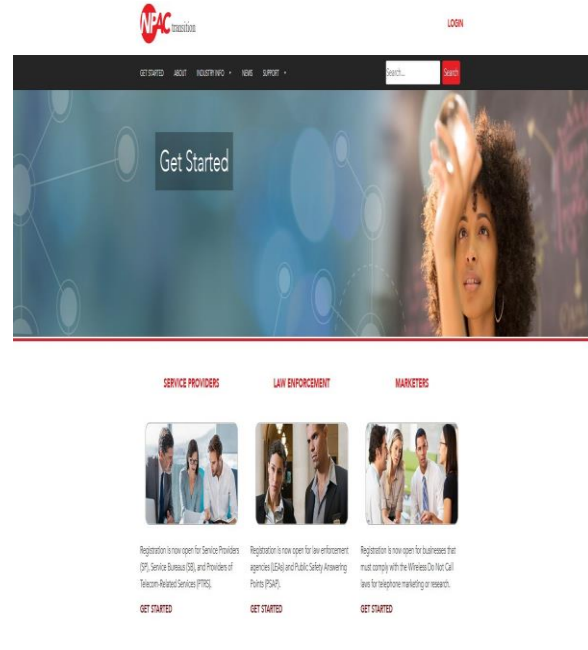 NPAC transition
LOGIN
GET STARTED ABOUT INDUSTRY INFO NEWS SUPPORT
Search... Search
Get Started
SERVICE PROVIDERS
LAW ENFORCEMENT
MARKETERS
Registration is now open for Service Providers
(SP), Service Bureaus (SB), and Providers of
Telecom-Related Services (PTRS).
GET STARTED
Registration is now open for law enforcement
agencies (LEAs) and Public Safety Answering
Points (PSAP).
GET STARTED
Registration is now open for businesses that
must comply with the Wireless Do Not Call
laws for telephone marketing or research.
GET STARTED